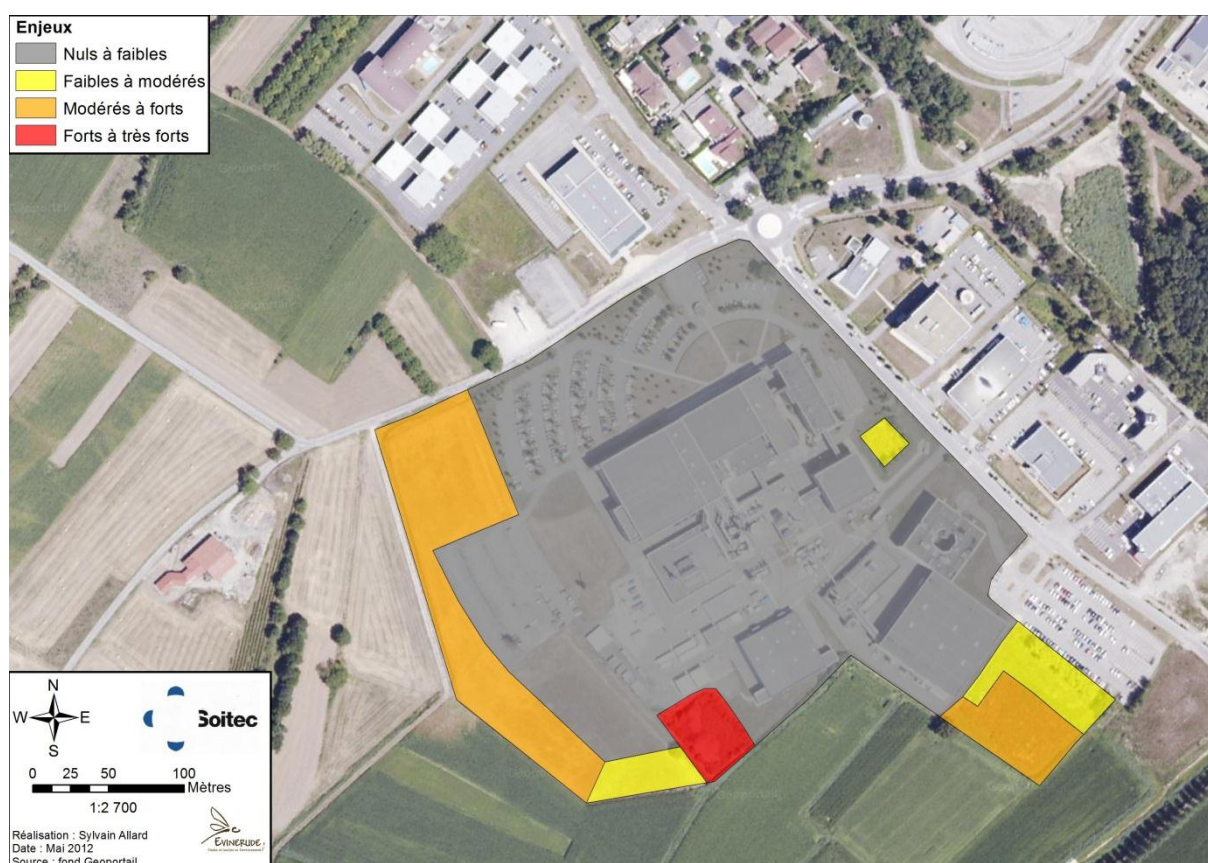 Enjeux
Nuls à faibles
Faibles à modérés
Modérés à forts
Forts à très forts
N
W E
S
Soitec
0 25 50 100
Mètres
1:2 700
Réalisation : Sylvain Allard
Date : Mai 2012
Source : fond Geoportail
EVINERUDE